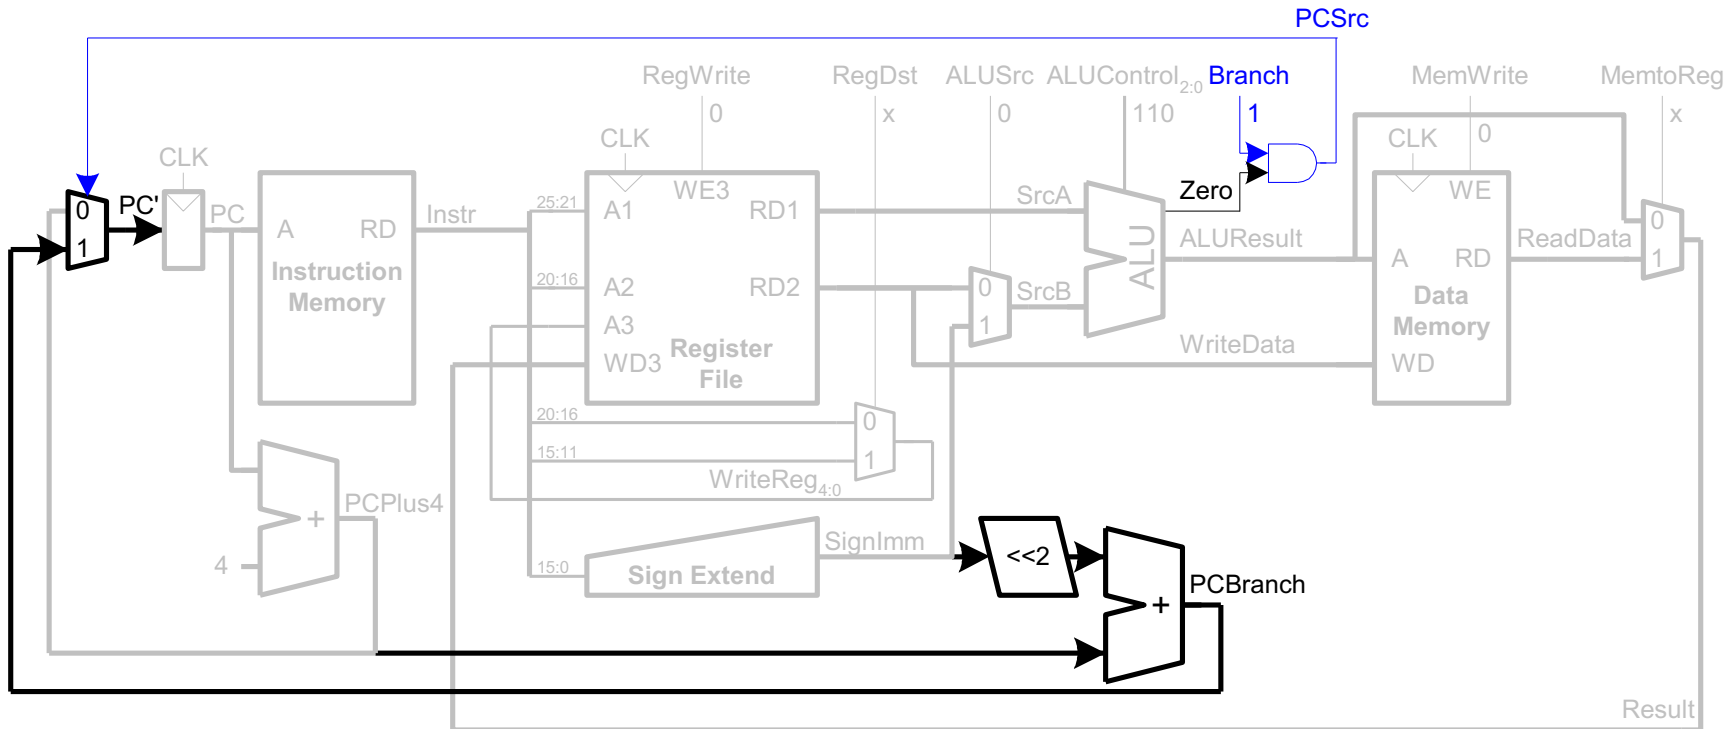 PCSrc
RegWrite RegDst ALUSrc ALUControl2:0 Branch MemWrite MemtoReg
0 x 0 110 1 0 x
CLK CLK CLK
0 PC' PC A RD Instr 25:21 A1 WE3 RD1 SrcA Zero WE 0
1 ALUResult ReadData 1
Instruction
Memory
20:16 A2 RD2 0 SrcB ALU A RD
A3 1 Data
Memory
WD3 Register
File
WriteData WD
20:16 0
15:11 1
WriteReg4:0
PCPlus4
+
4
15:0 Sign Extend SignImm <<2
+ PCBranch
Result